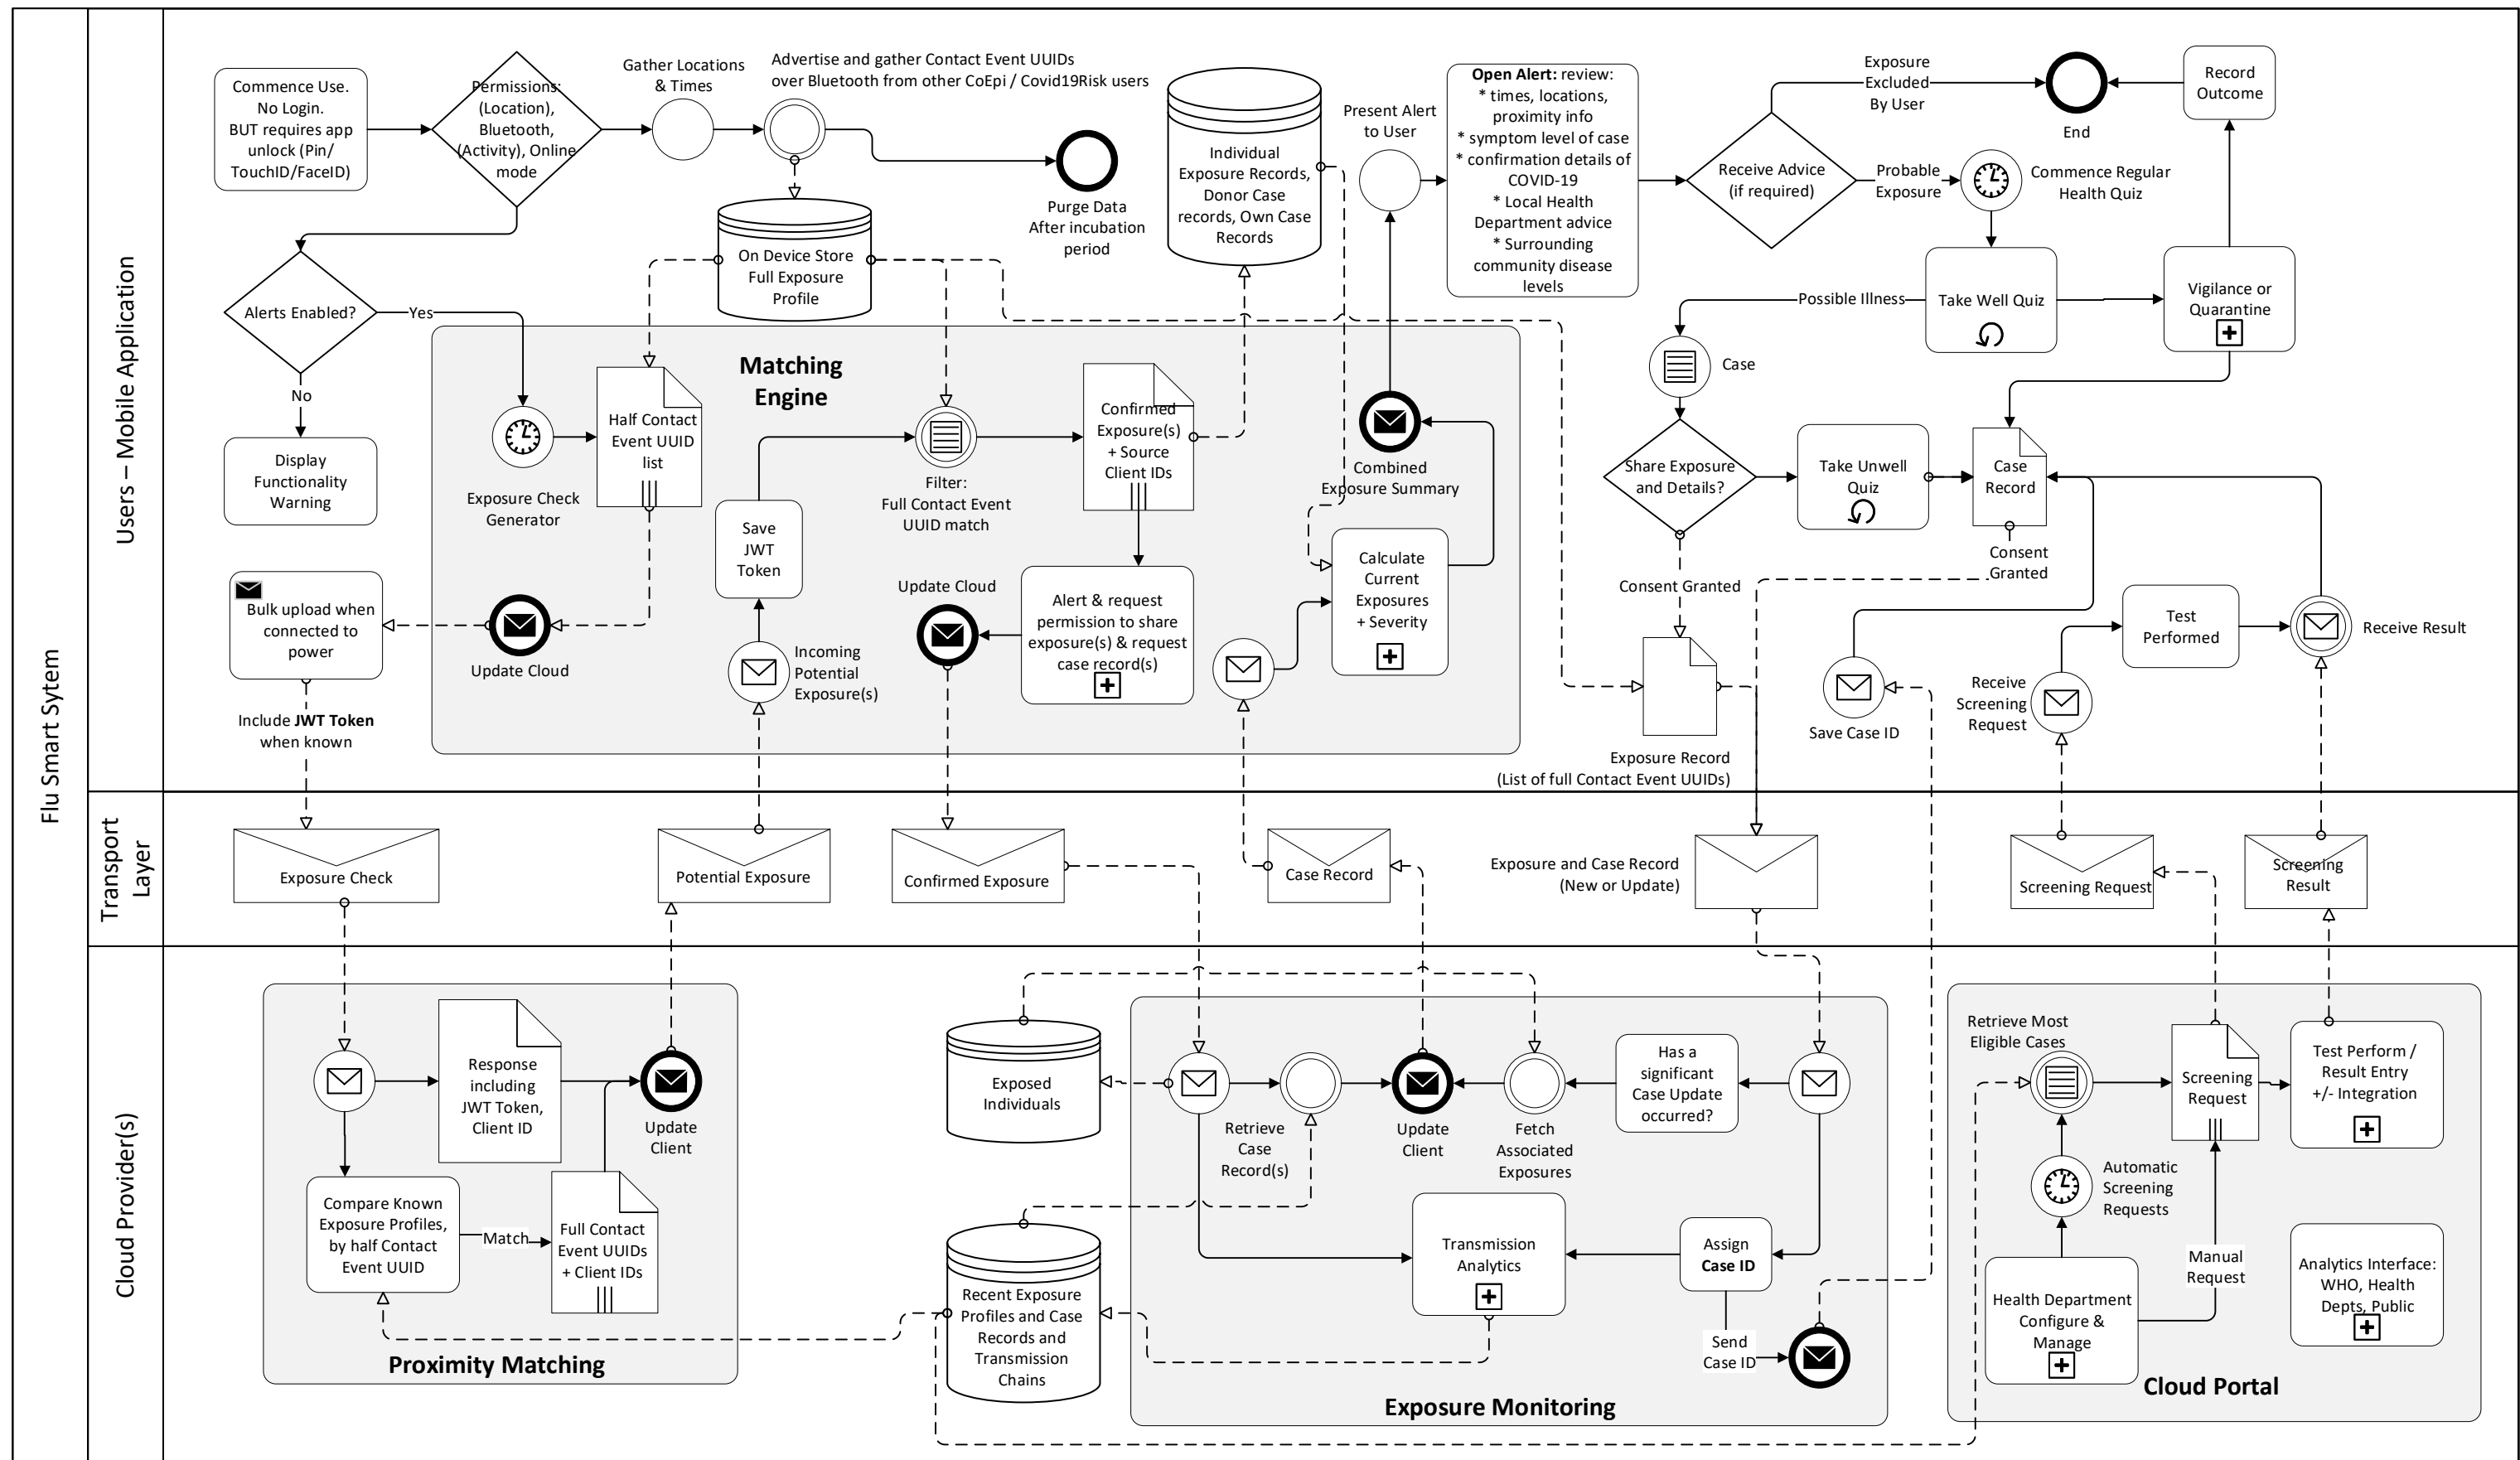 Flu Smart Sytem
Users – Mobile Application
Commence Use.
No Login.
BUT requires app
unlock (Pin/
TouchID/FaceID)
Permissions:
(Location),
Bluetooth,
(Activity), Online
mode
Gather Locations
& Times
Advertise and gather Contact Event UUIDs
over Bluetooth from other CoEpi / Covid19Risk users
Purge Data
After incubation
period
On Device Store
Full Exposure
Profile
Individual
Exposure Records,
Donor Case
records, Own Case
Records
Present Alert
to User
Open Alert: review:
* times, locations,
proximity info
* symptom level of case
* confirmation details of
COVID-19
* Local Health
Department advice
* Surrounding
community disease
levels
Receive Advice
(if required)
Exposure
Excluded
By User
End
Record
Outcome
Probable
Exposure
Commence Regular
Health Quiz
Take Well Quiz
Possible Illness
Vigilance or
Quarantine
Alerts Enabled?
Yes
No
Display
Functionality
Warning
Matching
Engine
Exposure Check
Generator
Half Contact
Event UUID
list
Save
JWT
Token
Filter:
Full Contact Event
UUID match
Confirmed
Exposure(s)
+ Source
Client IDs
Combined
Exposure Summary
Calculate
Current
Exposures
+ Severity
Update Cloud
Alert & request
permission to share
exposure(s) & request
case record(s)
Incoming
Potential
Exposure(s)
Update Cloud
Bulk upload when
connected to
power
Include JWT Token
when known
Case
Share Exposure
and Details?
Take Unwell
Quiz
Case
Record
Consent
Granted
Consent Granted
Exposure Record
(List of full Contact Event UUIDs)
Save Case ID
Receive
Screening
Request
Test
Performed
Receive Result
Transport
Layer
Exposure Check
Potential Exposure
Confirmed Exposure
Case Record
Exposure and Case Record
(New or Update)
Screening Request
Screening
Result
Cloud Provider(s)
Response
including
JWT Token,
Client ID
Update
Client
Compare Known
Exposure Profiles,
by half Contact
Event UUID
Match
Full Contact
Event UUIDs
+ Client IDs
Proximity Matching
Exposed
Individuals
Recent Exposure
Profiles and Case
Records and
Transmission
Chains
Retrieve
Case
Record(s)
Update
Client
Fetch
Associated
Exposures
Has a
significant
Case Update
occurred?
Transmission
Analytics
Assign
Case ID
Send
Case ID
Exposure Monitoring
Retrieve Most
Eligible Cases
Screening
Request
Test Perform /
Result Entry
+/- Integration
Automatic
Screening
Requests
Manual
Request
Health Department
Configure &
Manage
Analytics Interface:
WHO, Health
Depts, Public
Cloud Portal